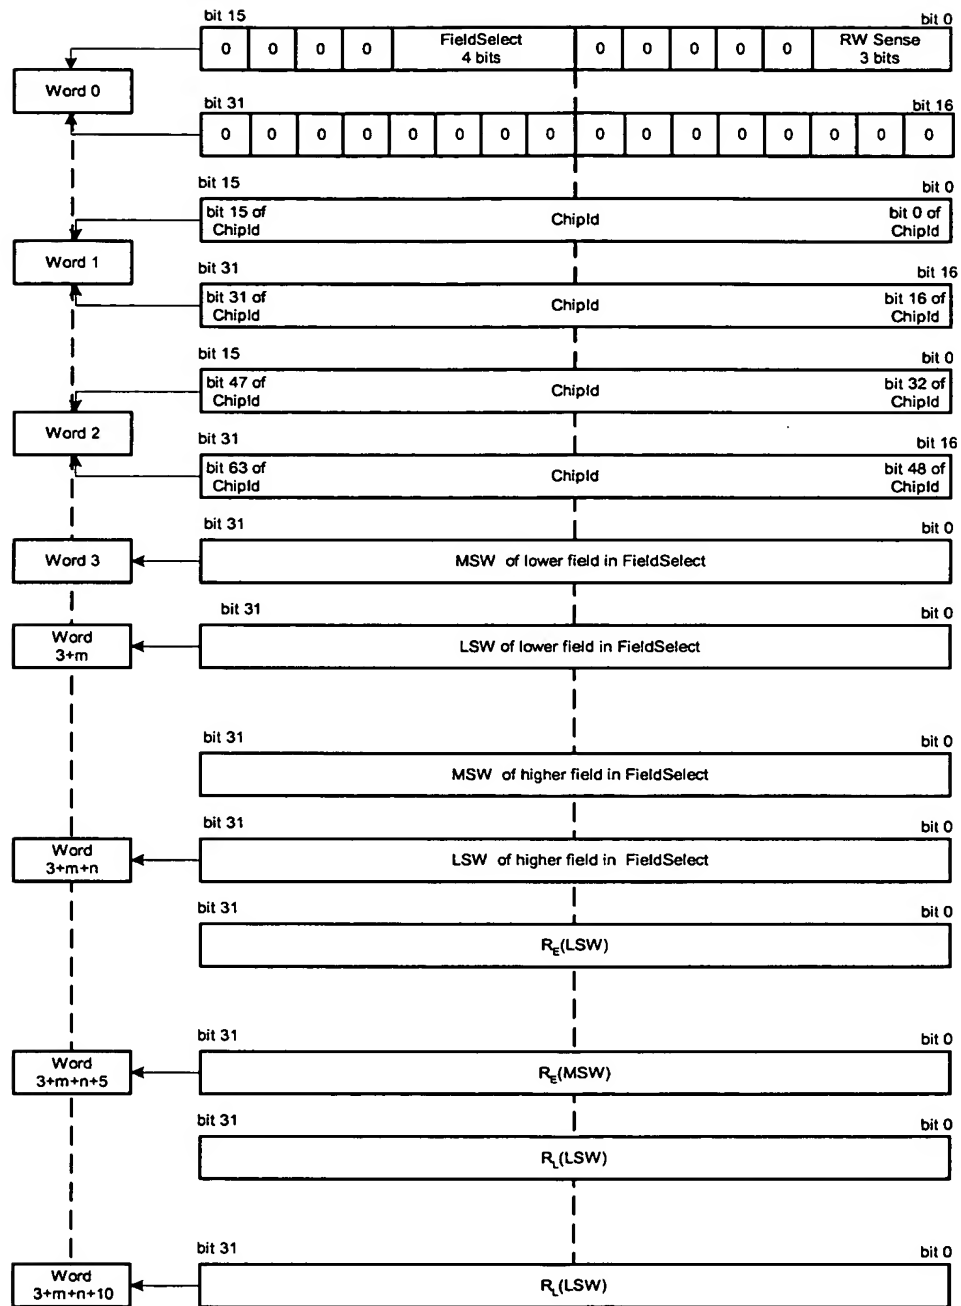 bit 15 bit 0
0 0 0 0 FieldSelect 4 bits 0 0 0 0 0 RW Sense 3 bits
Word 0
bit 31 bit 16
0 0 0 0 0 0 0 0 0 0 0 0 0 0 0 0
bit 15 bit 0
bit 15 of ChipId ChipId bit 0 of ChipId
Word 1
bit 31 bit 16
bit 31 of ChipId ChipId bit 16 of ChipId
bit 15 bit 0
bit 47 of ChipId ChipId bit 32 of ChipId
Word 2
bit 31 bit 16
bit 63 of ChipId ChipId bit 48 of ChipId
bit 31 bit 0
Word 3 MSW of lower field in FieldSelect
bit 31 bit 0
Word 3+m LSW of lower field in FieldSelect
bit 31 bit 0
MSW of higher field in FieldSelect
bit 31 bit 0
Word 3+m+n LSW of higher field in FieldSelect
bit 31 bit 0
R_E(LSW)
bit 31 bit 0
Word 3+m+n+5 R_E(MSW)
bit 31 bit 0
R_L(LSW)
bit 31 bit 0
Word 3+m+n+10 R_L(LSW)